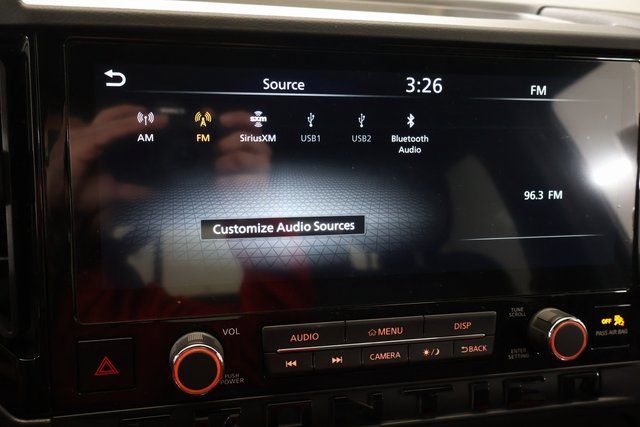 Source 3:26 FM
AM FM SiriusXM USB1 USB2 Bluetooth Audio
sxm
96.3 FM
Customize Audio Sources
VOL
PUSH POWER
AUDIO MENU DISP
CAMERA BACK
TUNE SCROLL
ENTER SETTING
OFF
PASS AIR BAG